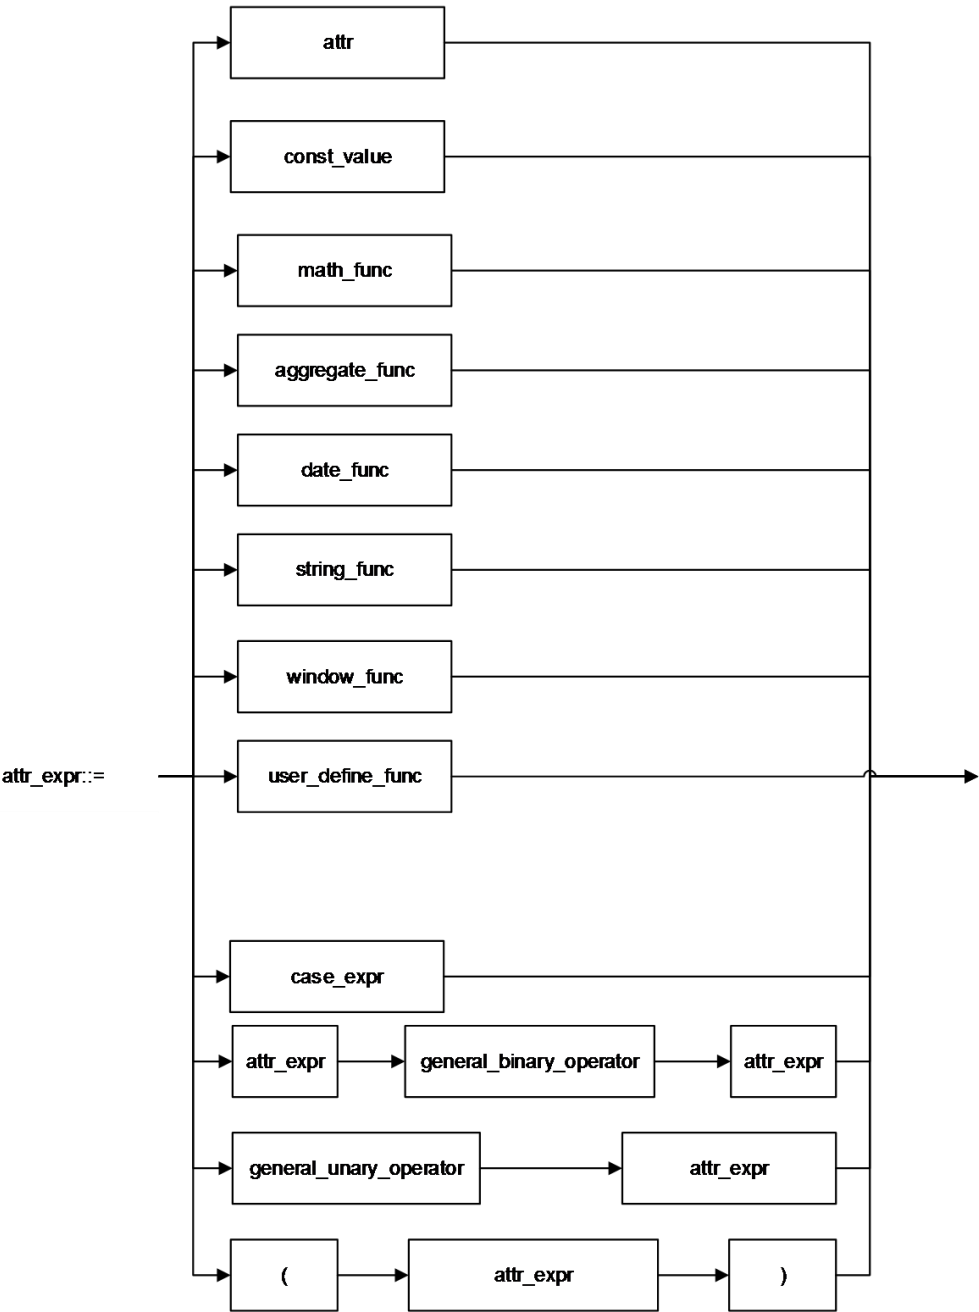 attr
const_value
math_func
aggregate_func
date_func
string_func
window_func
attr_expr::= user_define_func
case_expr
attr_expr general_binary_operator attr_expr
general_unary_operator attr_expr
( attr_expr )